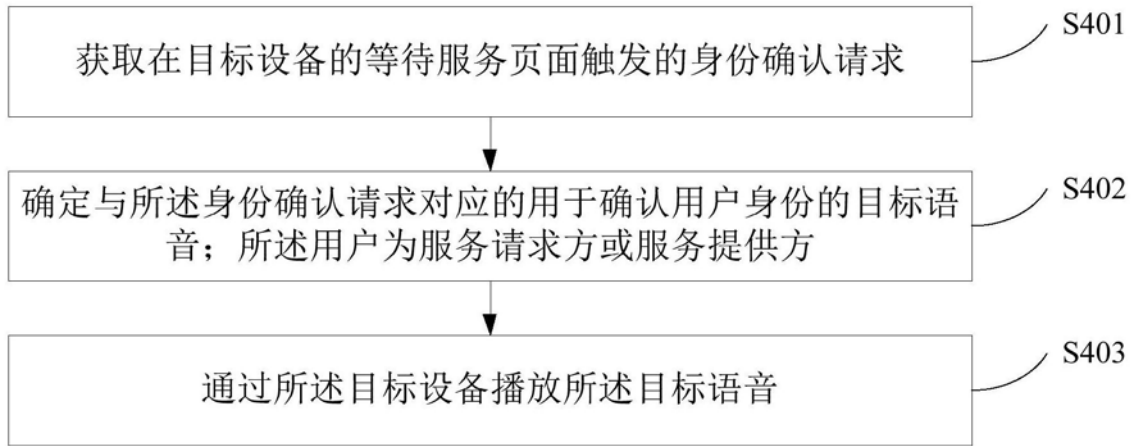 获取在目标设备的等待服务页面触发的身份确认请求
S401
确定与所述身份确认请求对应的用于确认用户身份的目标语
音；所述用户为服务请求方或服务提供方
S402
通过所述目标设备播放所述目标语音
S403